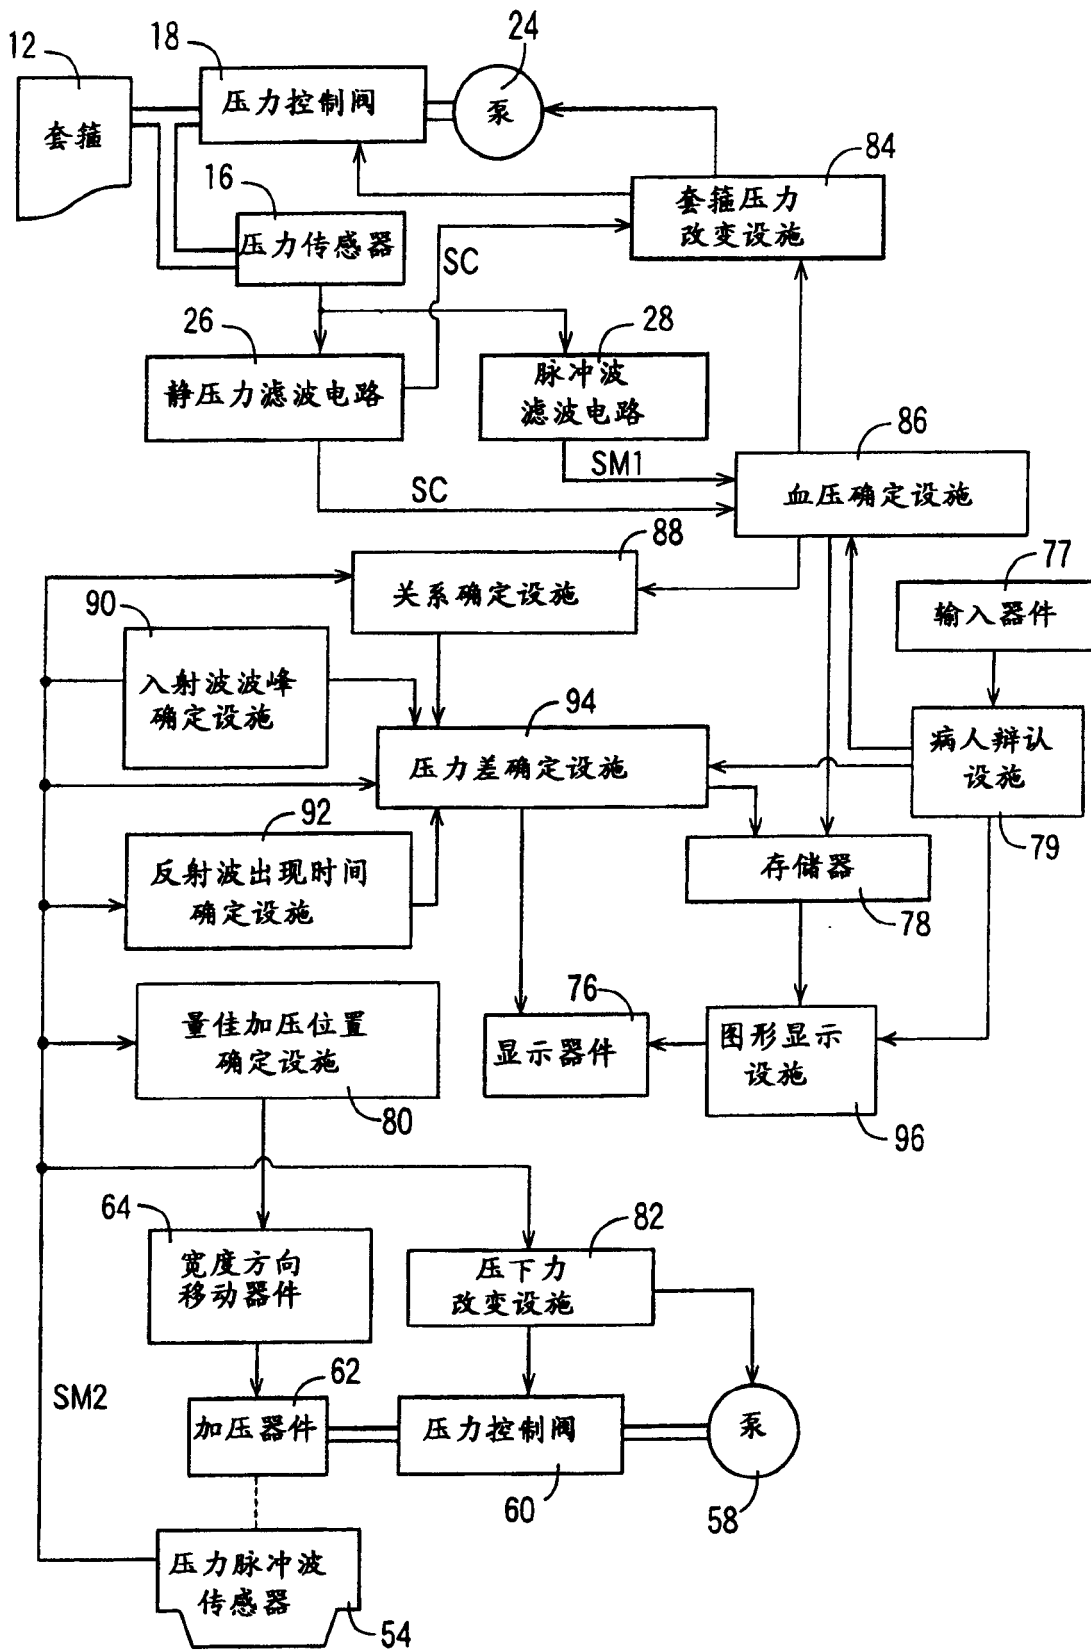 12
套箍
18
压力控制阀
24
泵
84
套箍压力
改变设施
16
压力传感器
SC
26
静压力滤波电路
28
脉冲波
滤波电路
SM1
SC
86
血压确定设施
88
关系确定设施
77
输入器件
90
入射波波峰
确定设施
94
压力差确定设施
病人辩认
设施
79
92
反射波出现时间
确定设施
存储器
78
量佳加压位置
确定设施
80
76
显示器件
图形显示
设施
96
64
宽度方向
移动器件
82
压下力
改变设施
SM2
62
加压器件
压力控制阀
60
泵
58
压力脉冲波
传感器
54